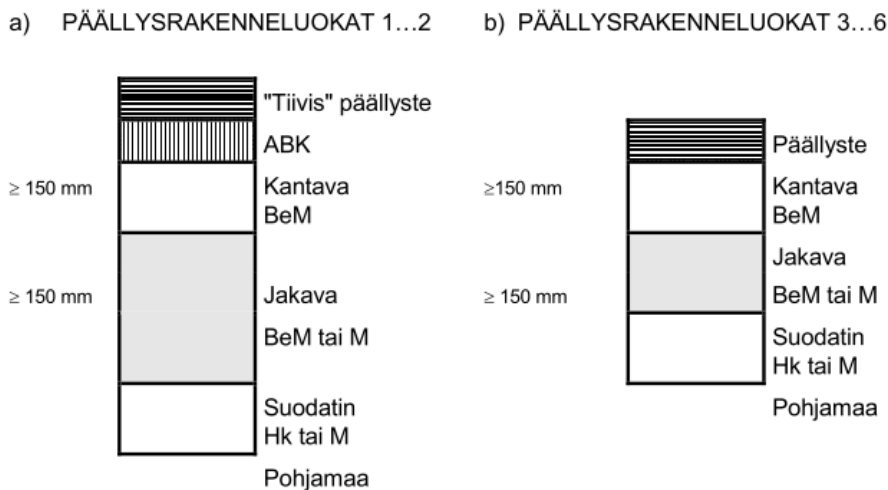 a) PÄÄLLYSRAKENNELUOKAT 1...2
"Tiivis" päällyste
ABK
≥ 150 mm
Kantava
BeM
≥ 150 mm
Jakava
BeM tai M
Suodatin
Hk tai M
Pohjamaa
b) PÄÄLLYSRAKENNELUOKAT 3...6
Päällyste
≥150 mm
Kantava
BeM
Jakava
≥ 150 mm
BeM tai M
Suodatin
Hk tai M
Pohjamaa